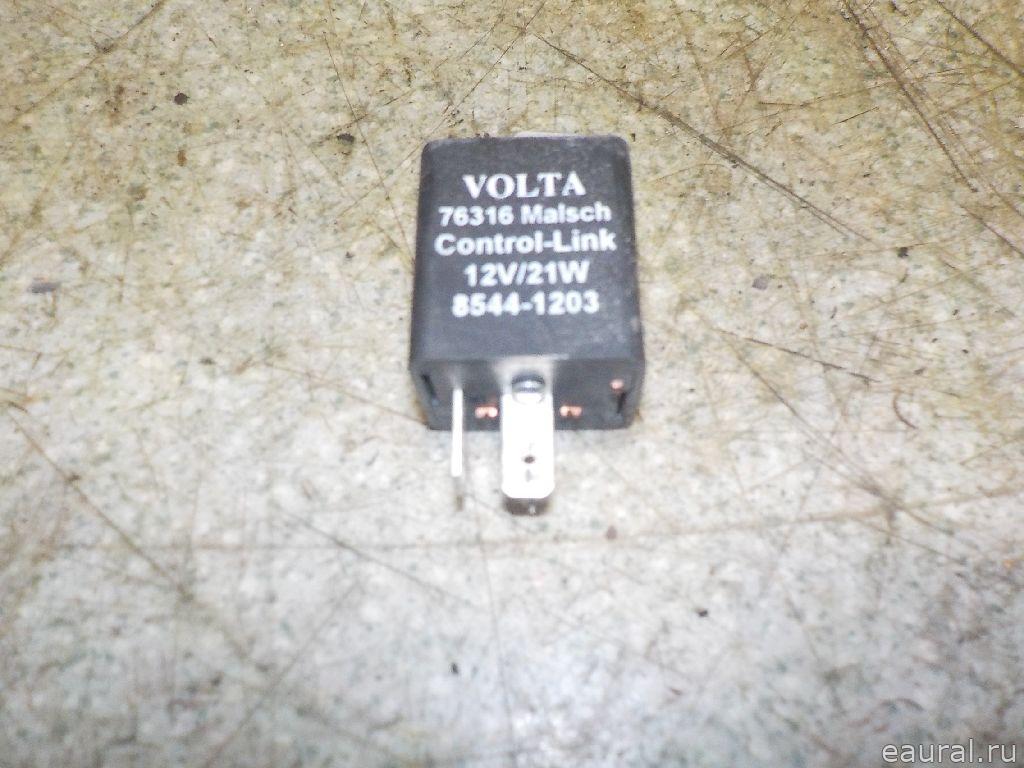 VOLTA
76316 Malsch
Control-Link
12V/21W
8544-1203
eaural.ru